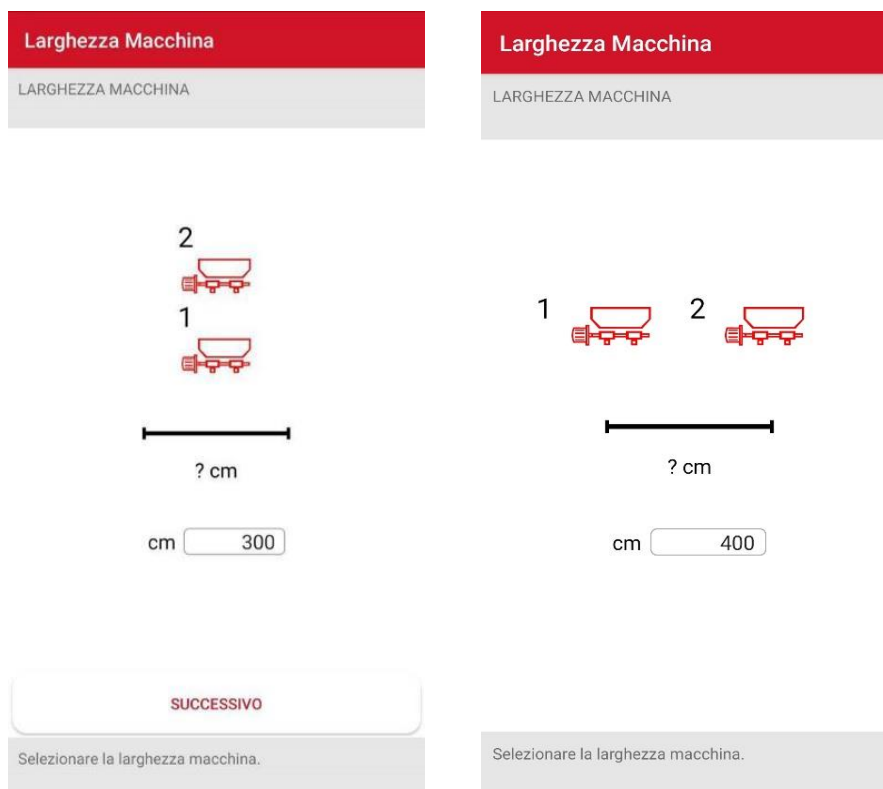 Larghezza Macchina
LARGHEZZA MACCHINA
2
1
? cm
cm 300
SUCCESSIVO
Selezionare la larghezza macchina.
Larghezza Macchina
LARGHEZZA MACCHINA
1 2
? cm
cm 400
Selezionare la larghezza macchina.